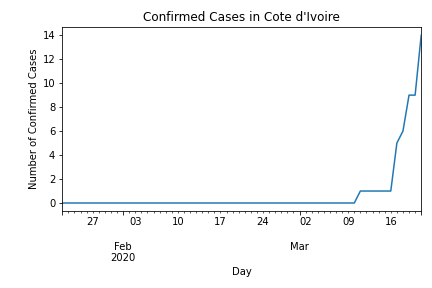 Confirmed Cases in Cote d'Ivoire
Number of Confirmed Cases
14
12
10
8
6
4
2
0
27 03 10 17 24 02 09 16
Feb Mar
2020
Day